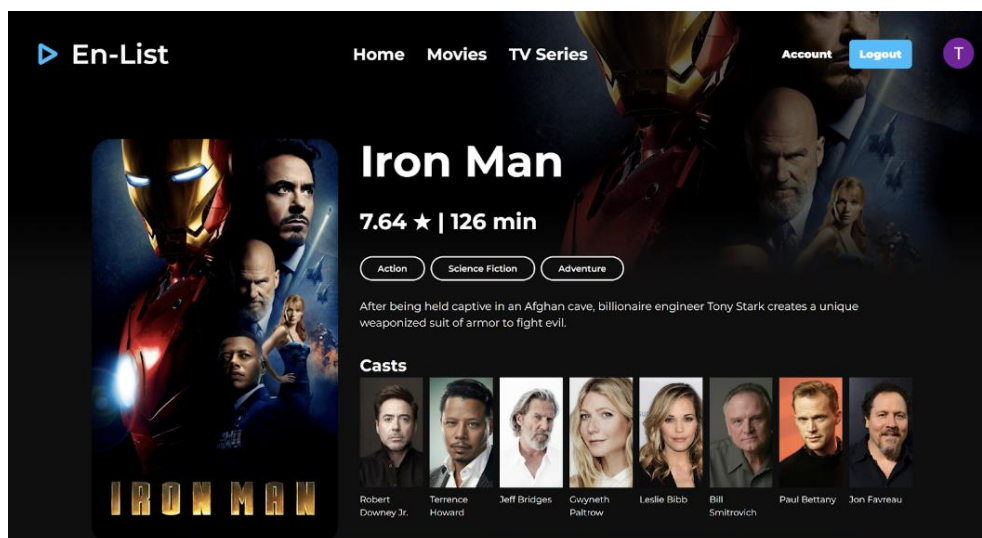 En-List
Home Movies TV Series
Account Logout T
Iron Man
7.64 ★ | 126 min
Action Science Fiction Adventure
After being held captive in an Afghan cave, billionaire engineer Tony Stark creates a unique
weaponized suit of armor to fight evil.
Casts
Robert
Downey Jr.
Terrence
Howard
Jeff Bridges
Gwyneth
Paltrow
Leslie Bibb
Bill
Smitrovich
Paul Bettany
Jon Favreau
IRON MAN